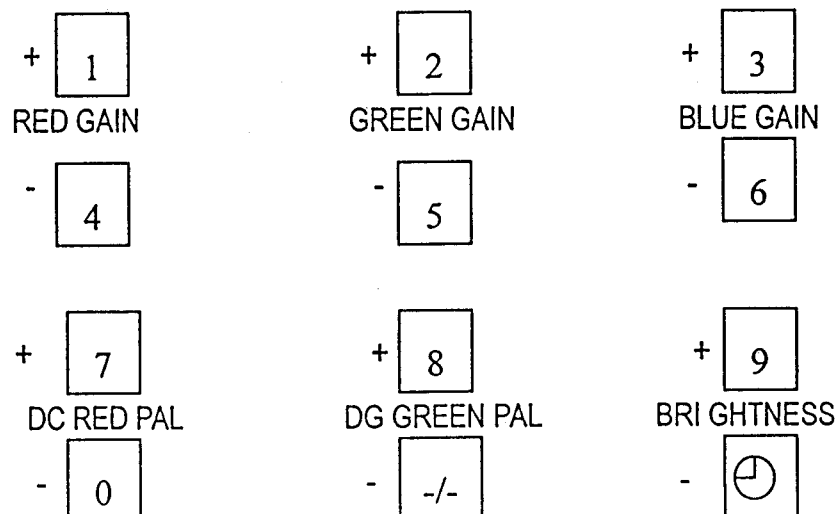 + 1 + 2 + 3
RED GAIN GREEN GAIN BLUE GAIN
- 4 - 5 - 6
+ 7 + 8 + 9
DC RED PAL DG GREEN PAL BRI GHTNESS
- 0 - -/- -